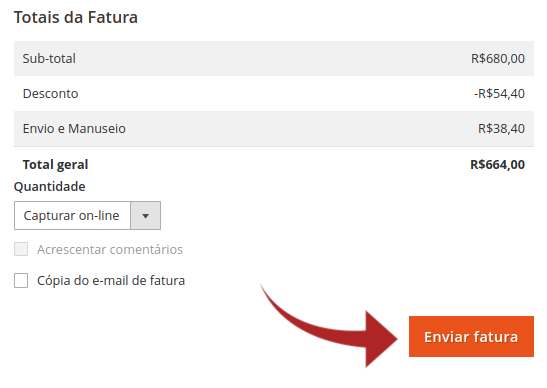 Totais da Fatura
Sub-total R$680,00
Desconto -R$54,40
Envio e Manuseio R$38,40
Total geral R$664,00
Quantidade
Capturar on-line
Acrescentar comentários
Cópia do e-mail de fatura
Enviar fatura